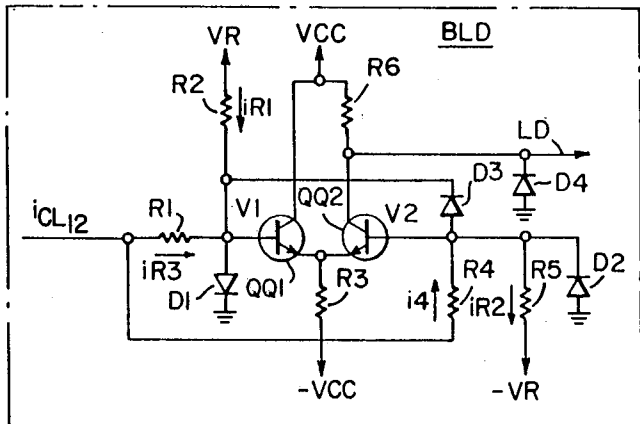 VR VCC BLD
R2 iR1 R6
LD
D3
QQ2 D4
iCL12 R1 V1 V2
iR3 R3 R4 R5 D2
D1 QQ1 i4 iR2
-VCC -VR